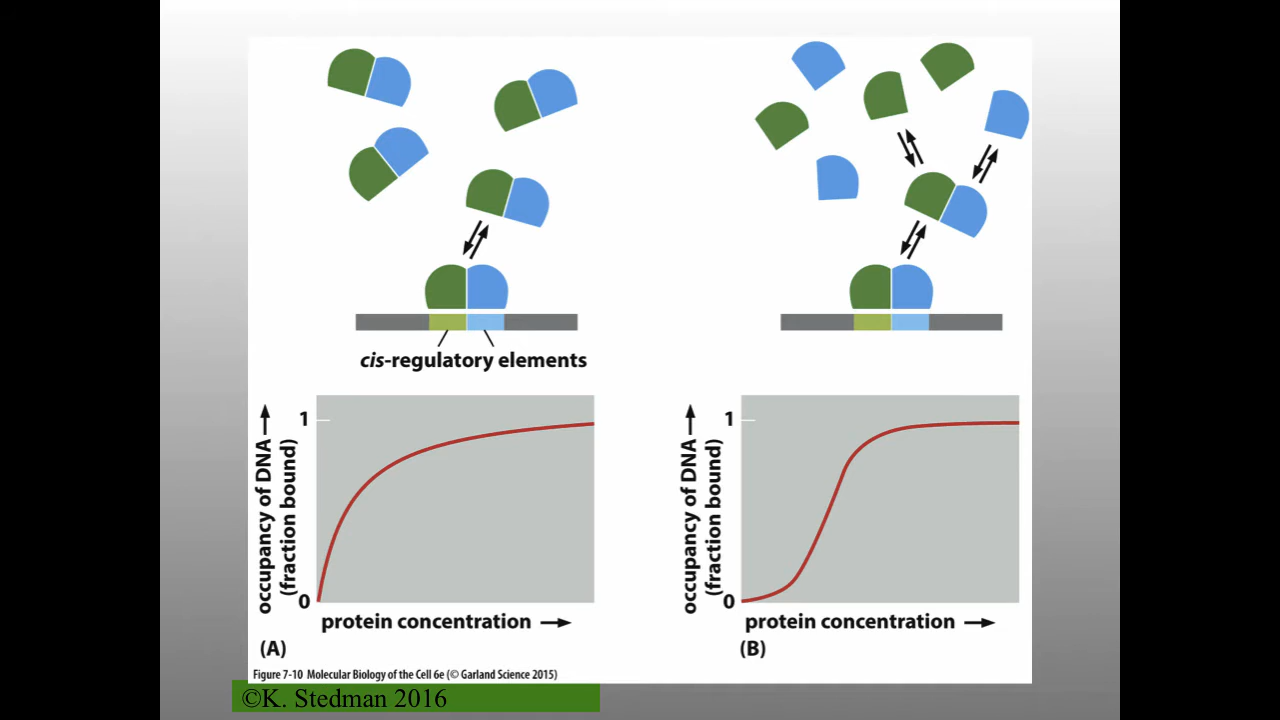 cis-regulatory elements
1
occupancy of DNA
(fraction bound)
0
protein concentration
(A)
1
occupancy of DNA
(fraction bound)
0
protein concentration
(B)
Figure 7-10 Molecular Biology of the Cell 6e (© Garland Science 2015)
©K. Stedman 2016